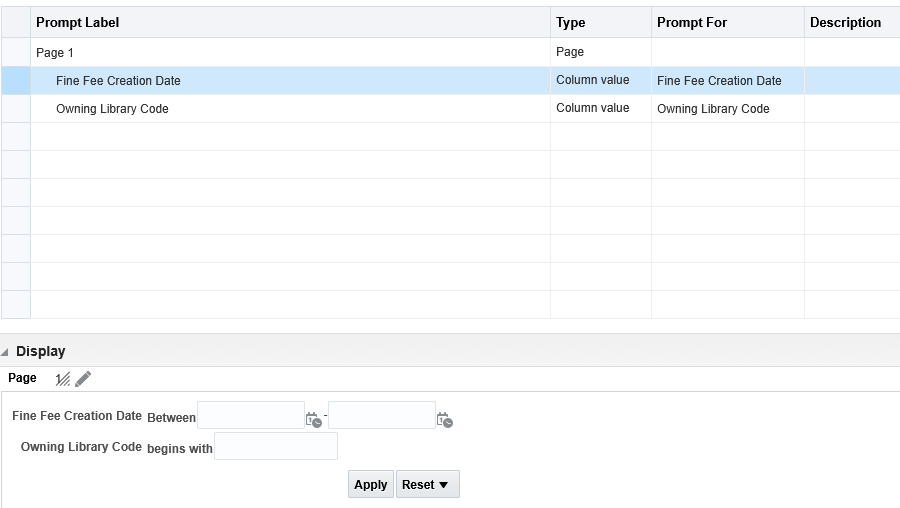 Prompt Label Type Prompt For Description
Page 1 Page
Fine Fee Creation Date Column value Fine Fee Creation Date
Owning Library Code Column value Owning Library Code
Display
Page 1
Fine Fee Creation Date Between -
Owning Library Code begins with
Apply Reset